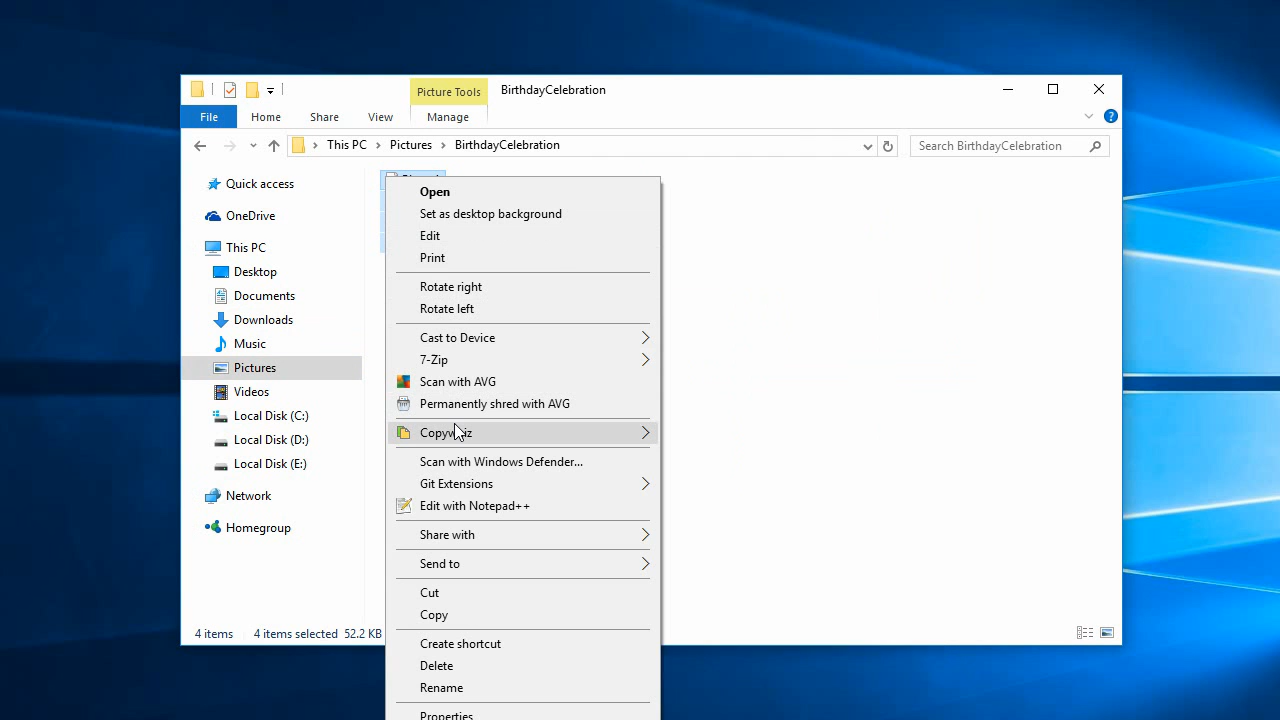 Picture Tools
BirthdayCelebration
File
Home
Share
View
Manage
This PC
Pictures
BirthdayCelebration
Search BirthdayCelebration
Quick access
OneDrive
This PC
Desktop
Documents
Downloads
Music
Pictures
Videos
Local Disk (C:)
Local Disk (D:)
Local Disk (E:)
Network
Homegroup
Open
Set as desktop background
Edit
Print
Rotate right
Rotate left
Cast to Device
7-Zip
Scan with AVG
Permanently shred with AVG
Copywhiz
Scan with Windows Defender...
Git Extensions
Edit with Notepad++
Share with
Send to
Cut
Copy
Create shortcut
Delete
Rename
Properties
4 items
4 items selected 52.2 KB